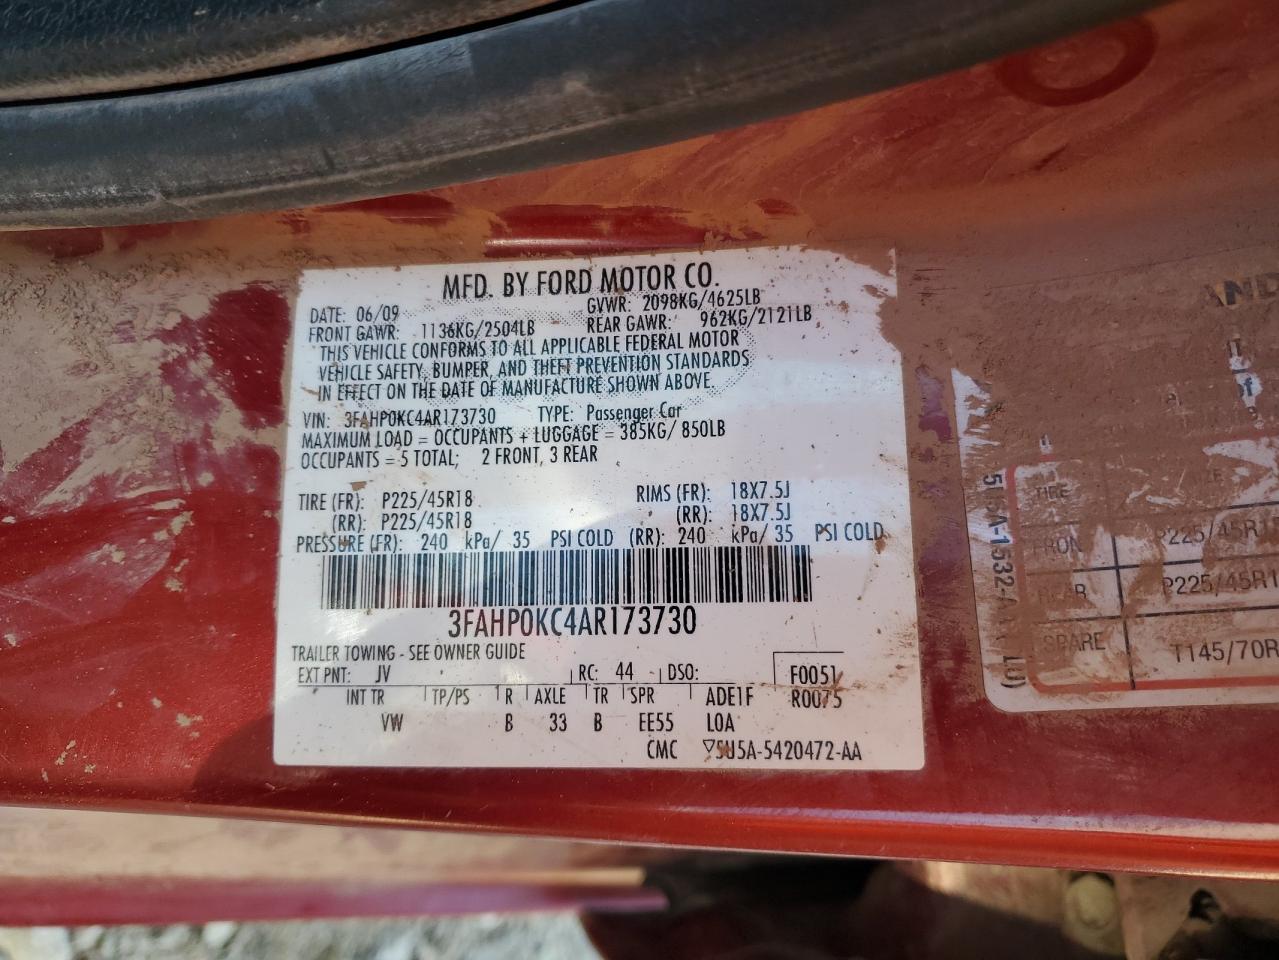 MFD. BY FORD MOTOR CO.
DATE: 06/09 GVWR: 2098KG/4625LB
FRONT GAWR: 1136KG/2504LB REAR GAWR: 962KG/2121LB
THIS VEHICLE CONFORMS TO ALL APPLICABLE FEDERAL MOTOR
VEHICLE SAFETY, BUMPER, AND THEFT PREVENTION STANDARDS
IN EFFECT ON THE DATE OF MANUFACTURE SHOWN ABOVE.
VIN: 3FAHP0KC4AR173730 TYPE: Passenger Car
MAXIMUM LOAD = OCCUPANTS + LUGGAGE = 385KG/ 850LB
OCCUPANTS = 5 TOTAL; 2 FRONT, 3 REAR
TIRE (FR): P225/45R18 RIMS (FR): 18X7.5J
(RR): P225/45R18 (RR): 18X7.5J
PRESSURE (FR): 240 kPa/ 35 PSI COLD (RR): 240 kPa/ 35 PSI COLD
3FAHP0KC4AR173730
TRAILER TOWING - SEE OWNER GUIDE
EXT PNT: JV RC: 44 DSO: F0051
INT TR TP/PS R AXLE TR SPR ADE1F R0075
VW B 33 B EE55 LOA
CMC 5U5A-5420472-AA
TIRE
P225/45R1
P225/45R1
SPARE T145/70R